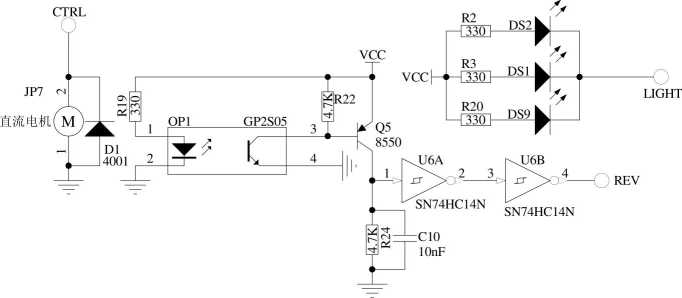 CTRL
R2
330
DS2
VCC
R3
330
DS1
VCC
LIGHT
JP7
2
R19
330
4.7K
R22
R20
330
DS9
直流电机
M
OP1
GP2S05
1
3
Q5
8550
D1
4001
1
2
4
U6A
U6B
1
2
3
4
REV
SN74HC14N
SN74HC14N
4.7K
R24
C10
10nF